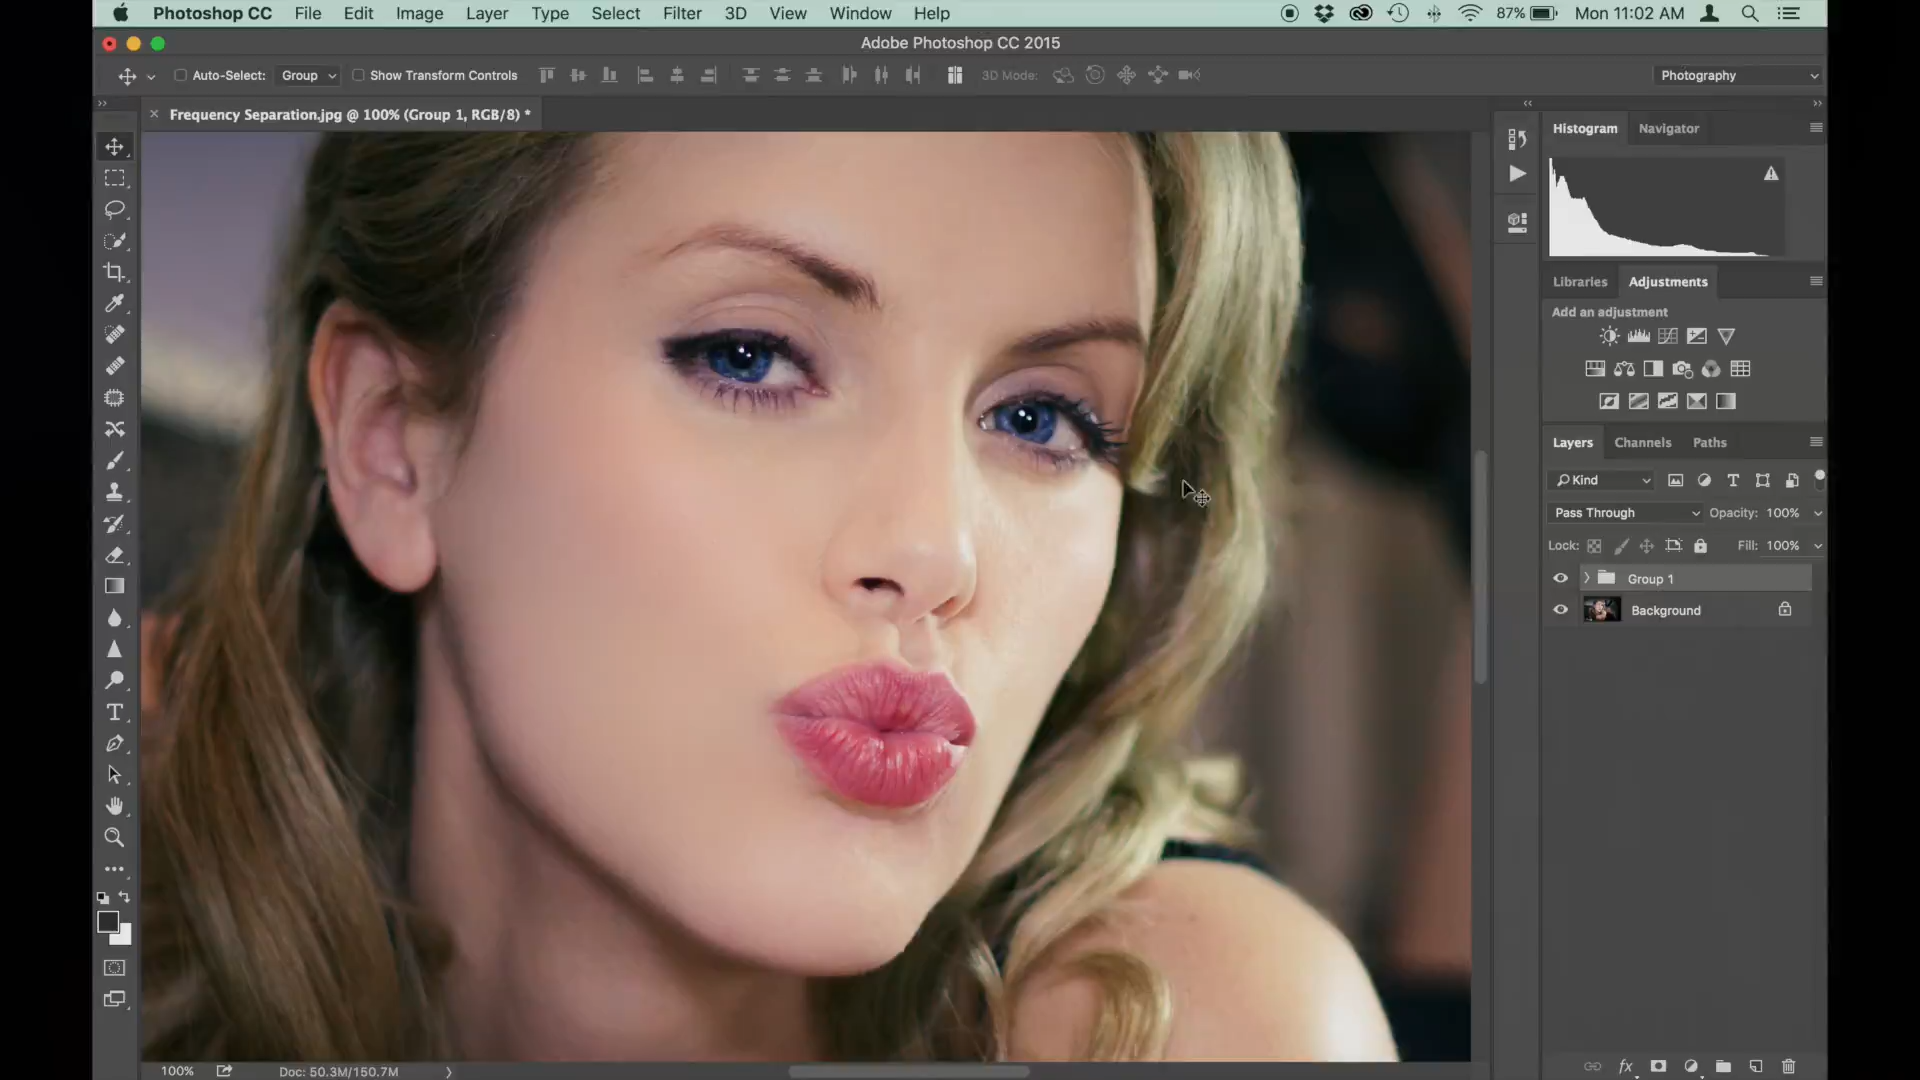 Photoshop CC File Edit Image Layer Type Select Filter 3D View Window Help 87% Mon 11:02 AM
Adobe Photoshop CC 2015
Auto-Select: Group Show Transform Controls 3D Mode: Photography
× Frequency Separation.jpg @ 100% (Group 1, RGB/8) *
Histogram Navigator
Libraries Adjustments
Add an adjustment
Layers Channels Paths
Kind
Pass Through Opacity: 100%
Lock: Fill: 100%
Group 1
Background
100% Doc: 50.3M/150.7M